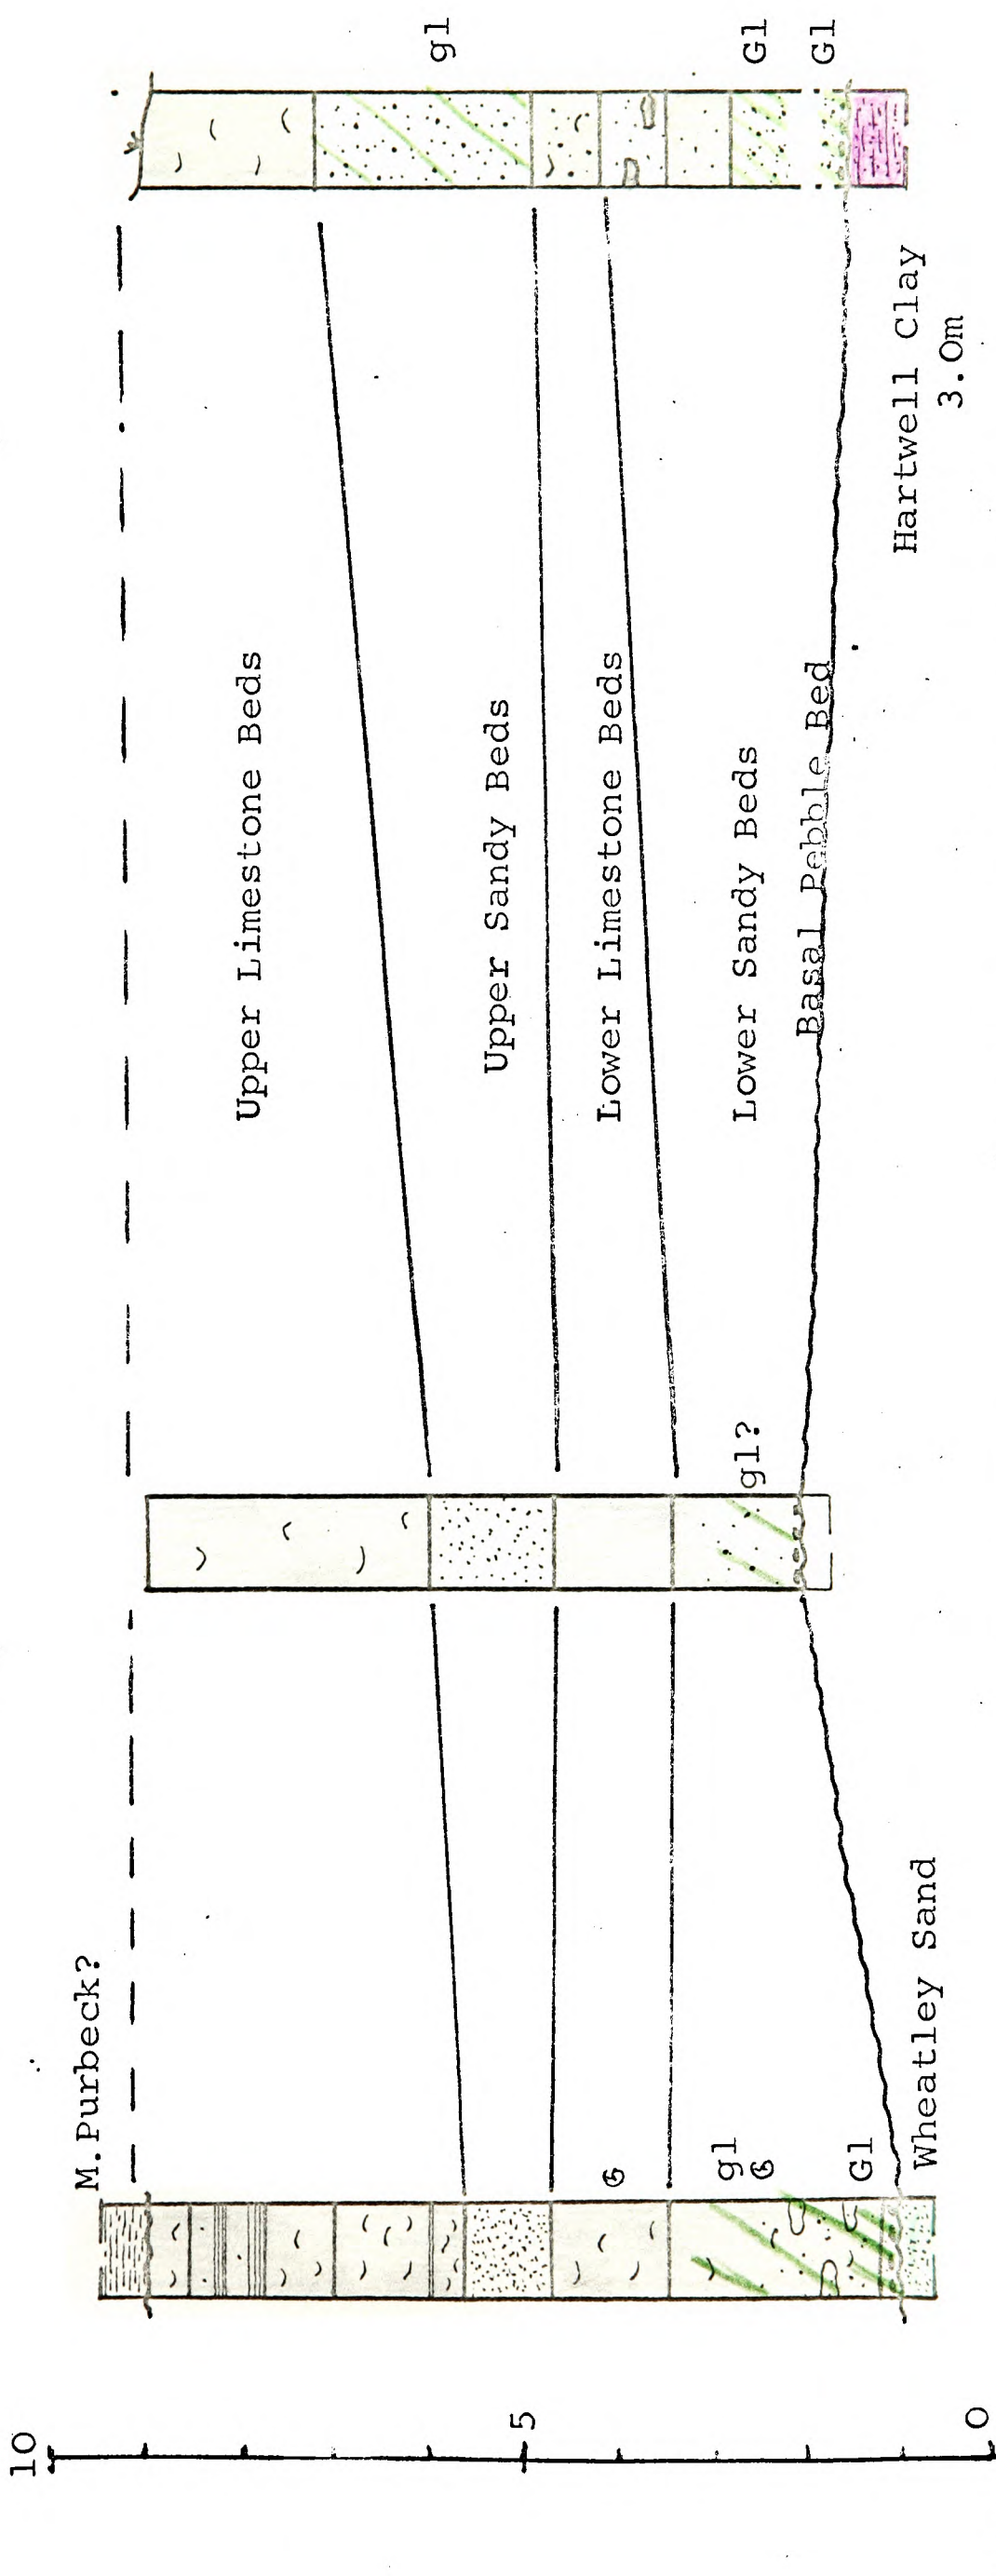 10
5
0
M.Purbeck?
Upper Limestone Beds
Upper Sandy Beds
Lower Limestone Beds
Lower Sandy Beds
Basal Pebble Bed
Wheatley Sand
Hartwell Clay
3.0m
gl
Gl
gl?
gl
Gl
Gl